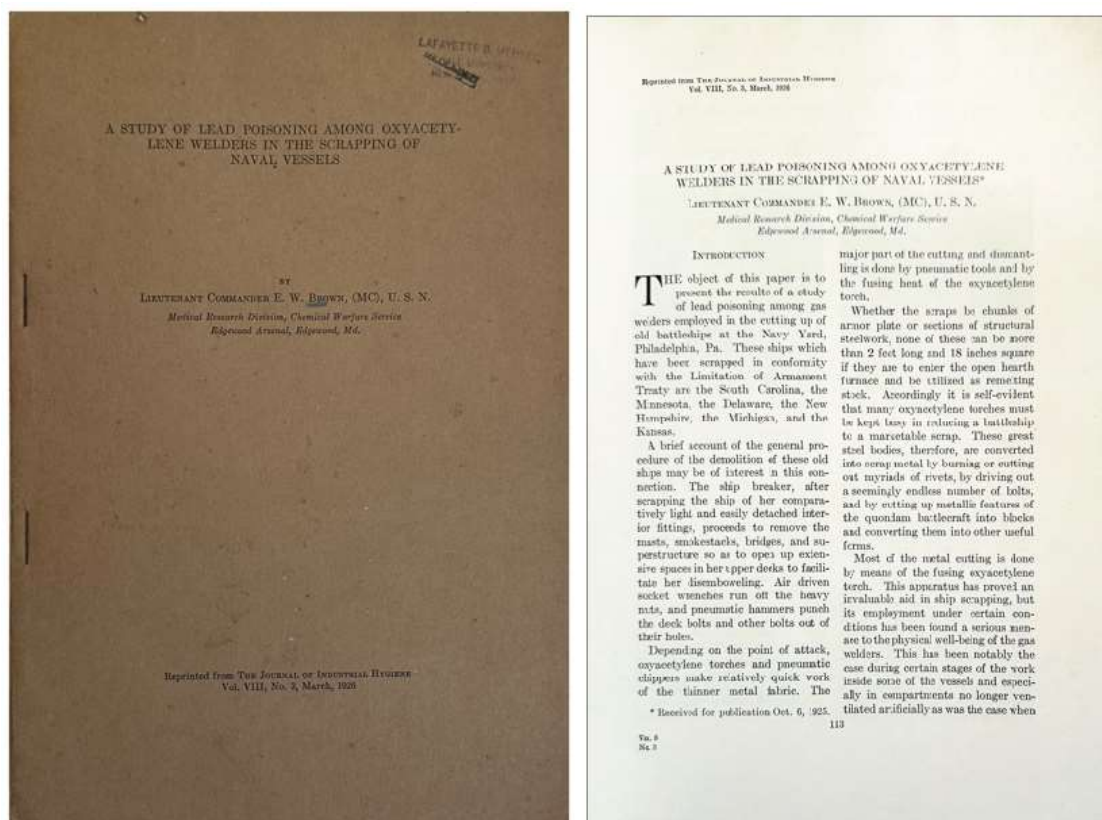 LAFAYETTE B.
A STUDY OF LEAD POISONING AMONG OXYACETY-
LENE WELDERS IN THE SCRAPPING OF
NAVAL VESSELS
BY
LIEUTENANT COMMANDER E. W. BROWN, (MC), U. S. N.
Medical Research Division, Chemical Warfare Service
Edgewood Arsenal, Edgewood, Md.
Reprinted from THE JOURNAL OF INDUSTRIAL HYGIENE
Vol. VIII, No. 3, March, 1926
Reprinted from THE JOURNAL OF INDUSTRIAL HYGIENE
Vol. VIII, No. 3, March, 1926
A STUDY OF LEAD POISONING AMONG OXYACETYLENE
WELDERS IN THE SCRAPPING OF NAVAL VESSELS*
LIEUTENANT COMMANDER E. W. BROWN, (MC), U. S. N.
Medical Research Division, Chemical Warfare Service
Edgewood Arsenal, Edgewood, Md.
INTRODUCTION
THE object of this paper is to
present the results of a study
of lead poisoning among gas
welders employed in the cutting up of
old battleships at the Navy Yard,
Philadelphia, Pa. These ships which
have been scrapped in conformity
with the Limitation of Armament
Treaty are the South Carolina, the
Minnesota, the Delaware, the New
Hampshire, the Michigan, and the
Kansas.
A brief account of the general pro-
cedure of the demolition of these old
ships may be of interest in this con-
nection. The ship breaker, after
scrapping the ship of her compara-
tively light and easily detached inter-
ior fittings, proceeds to remove the
masts, smokestacks, bridges, and su-
perstructure so as to open up exten-
sive spaces in her upper decks to facili-
tate her disemboweling. Air driven
socket wrenches run off the heavy
nuts, and pneumatic hammers punch
the deck bolts and other bolts out of
their holes.
Depending on the point of attack,
oxyacetylene torches and pneumatic
chippers make relatively quick work
of the thinner metal fabric. The
* Received for publication Oct. 6, 1925.
major part of the cutting and dismant-
ling is done by pneumatic tools and by
the fusing heat of the oxyacetylene
torch.
Whether the scraps be chunks of
armor plate or sections of structural
steelwork, none of these can be more
than 2 feet long and 18 inches square
if they are to enter the open hearth
furnace and be utilized as remelting
stock. Accordingly it is self-evident
that many oxyacetylene torches must
be kept busy in reducing a battleship
to a marketable scrap. These great
steel bodies, therefore, are converted
into scrap metal by burning or cutting
out myriads of rivets, by driving out
a seemingly endless number of bolts,
and by cutting up metallic features of
the quondam battlecraft into blocks
and converting them into other useful
forms.
Most of the metal cutting is done
by means of the fusing oxyacetylene
torch. This apparatus has proved an
invaluable aid in ship scrapping, but
its employment under certain con-
ditions has been found a serious men-
ace to the physical well-being of the gas
welders. This has been notably the
case during certain stages of the work
inside some of the vessels and especi-
ally in compartments no longer ven-
tilated artificially as was the case when
113
Vol. 8
No. 3